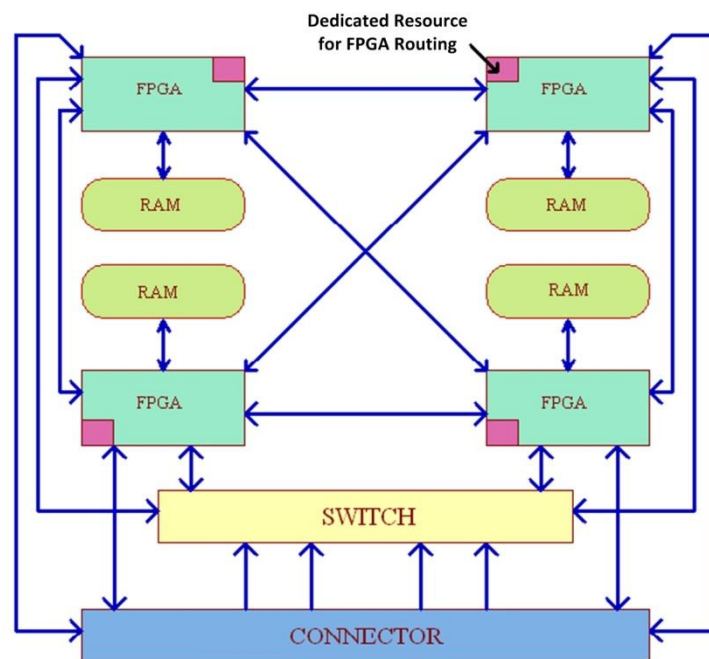 Dedicated Resource
for FPGA Routing
FPGA
FPGA
RAM
RAM
RAM
RAM
FPGA
FPGA
SWITCH
CONNECTOR